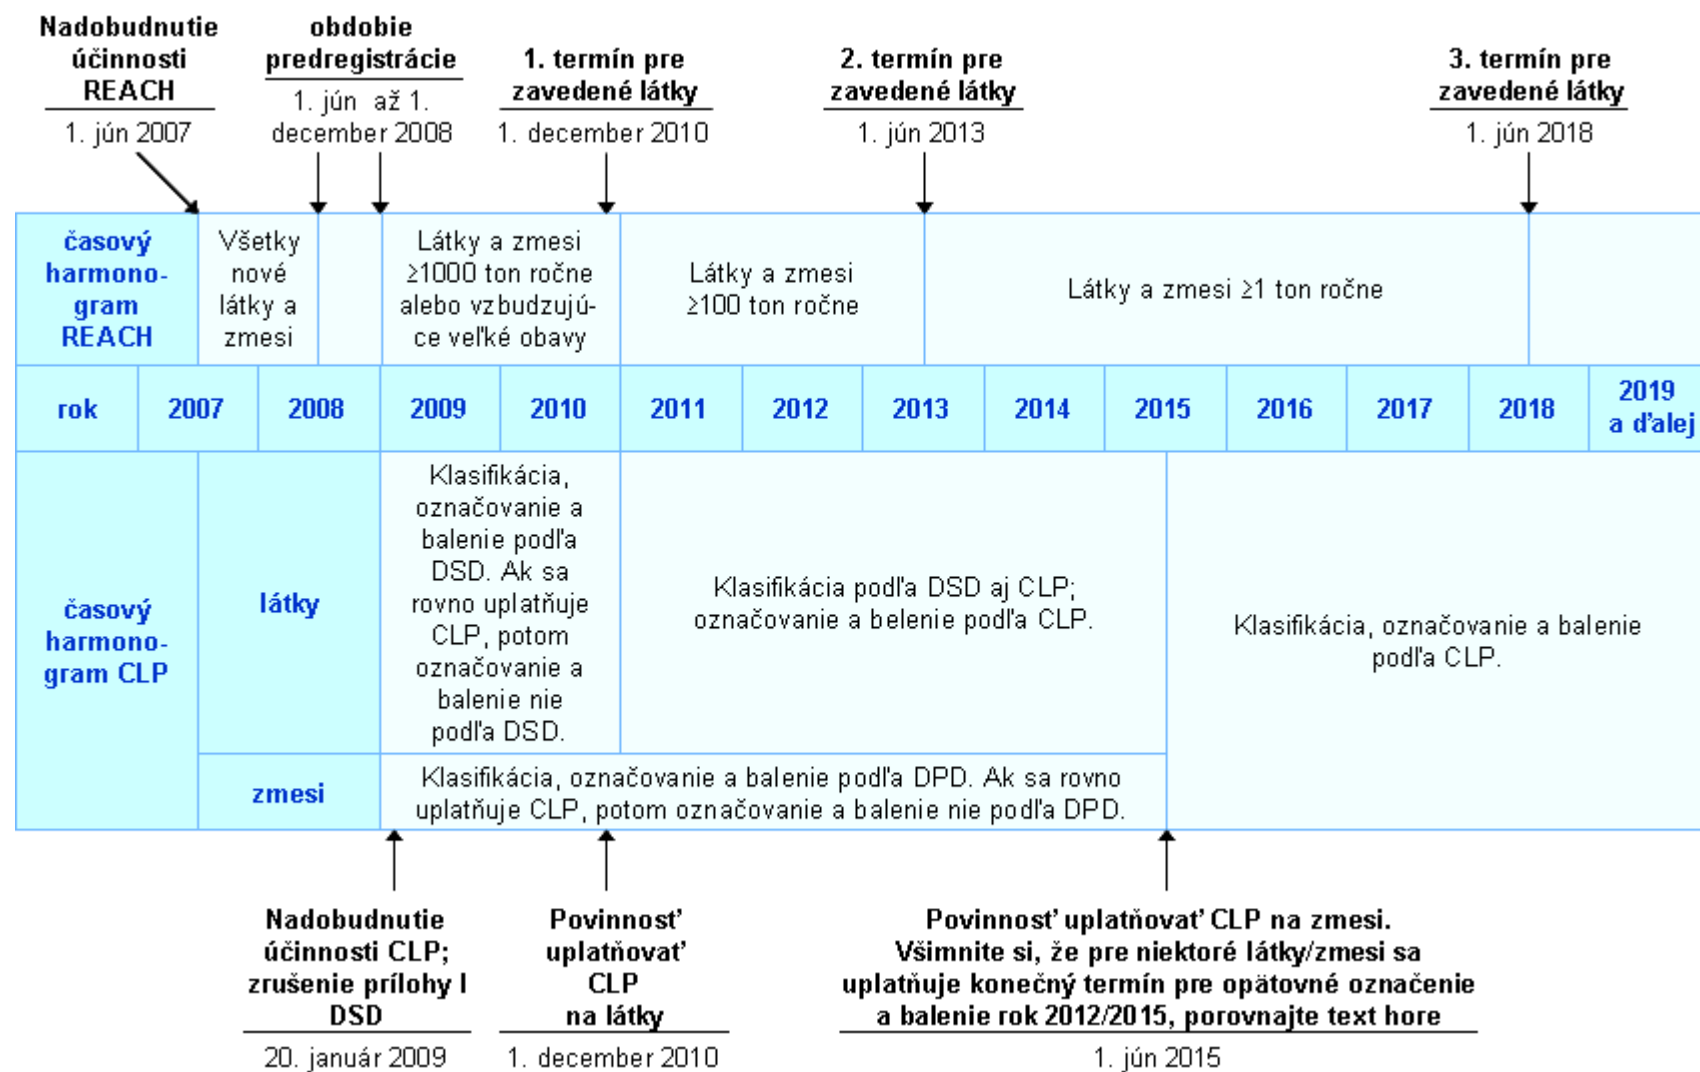 Nadobudnutie
účinnosti
REACH
1. jún 2007
obdobie
predregistrácie
1. jún až 1.
december 2008
1. termín pre
zavedené látky
1. december 2010
2. termín pre
zavedené látky
1. jún 2013
3. termín pre
zavedené látky
1. jún 2018
časový
harmono-
gram
REACH
Všetky
nové
látky a
zmesi
Látky a zmesi
≥1000 ton ročne
alebo vzbudzujú-
ce veľké obavy
Látky a zmesi
≥100 ton ročne
Látky a zmesi ≥1 ton ročne
rok
2007
2008
2009
2010
2011
2012
2013
2014
2015
2016
2017
2018
2019
a ďalej
časový
harmono-
gram CLP
látky
Klasifikácia,
označovanie a
balenie podľa
DSD. Ak sa
rovno uplatňuje
CLP, potom
označovanie a
balenie nie
podľa DSD.
Klasifikácia podľa DSD aj CLP;
označovanie a belenie podľa CLP.
Klasifikácia, označovanie a balenie
podľa CLP.
zmesi
Klasifikácia, označovanie a balenie podľa DPD. Ak sa rovno
uplatňuje CLP, potom označovanie a balenie nie podľa DPD.
Nadobudnutie
účinnosti CLP;
zrušenie prílohy I
DSD
20. január 2009
Povinnosť
uplatňovať
CLP
na látky
1. december 2010
Povinnosť uplatňovať CLP na zmesi.
Všimnite si, že pre niektoré látky/zmesi sa
uplatňuje konečný termín pre opätovné označenie
a balenie rok 2012/2015, porovnajte text hore
1. jún 2015